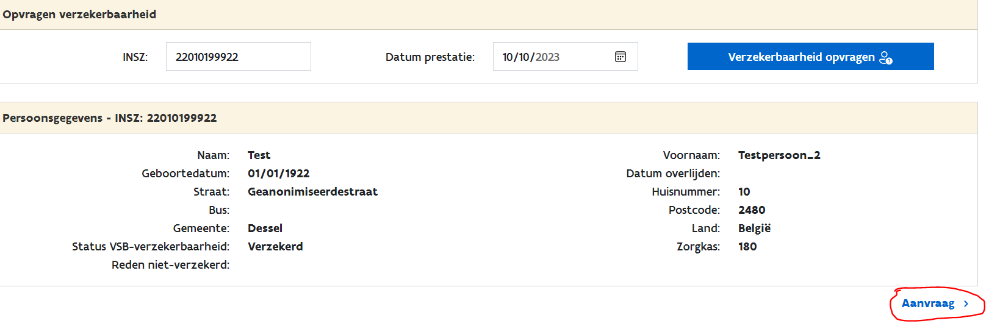 Opvragen verzekerbaarheid
INSZ: 22010199922 Datum prestatie: 10/10/2023 Verzekerbaarheid opvragen
Persoonsgegevens - INSZ: 22010199922
Naam: Test Voornaam: Testpersoon_2
Geboortedatum: 01/01/1922 Datum overlijden:
Straat: Geanonimiseerdestraat Huisnummer: 10
Bus: Postcode: 2480
Gemeente: Dessel Land: België
Status VSB-verzekerbaarheid: Verzekerd Zorgkas: 180
Reden niet-verzekerd:
Aanvraag